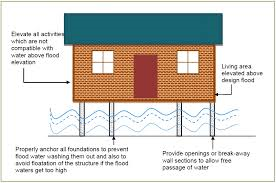 Elevate all activities
which are not
compatible with
water above flood
elevation
Living area
elevated above
design flood
Properly anchor all foundations to prevent
flood water washing them out and also to
avoid floatation of the structure if the flood
waters get too high
Provide openings or break-away
wall sections to allow free
passage of water